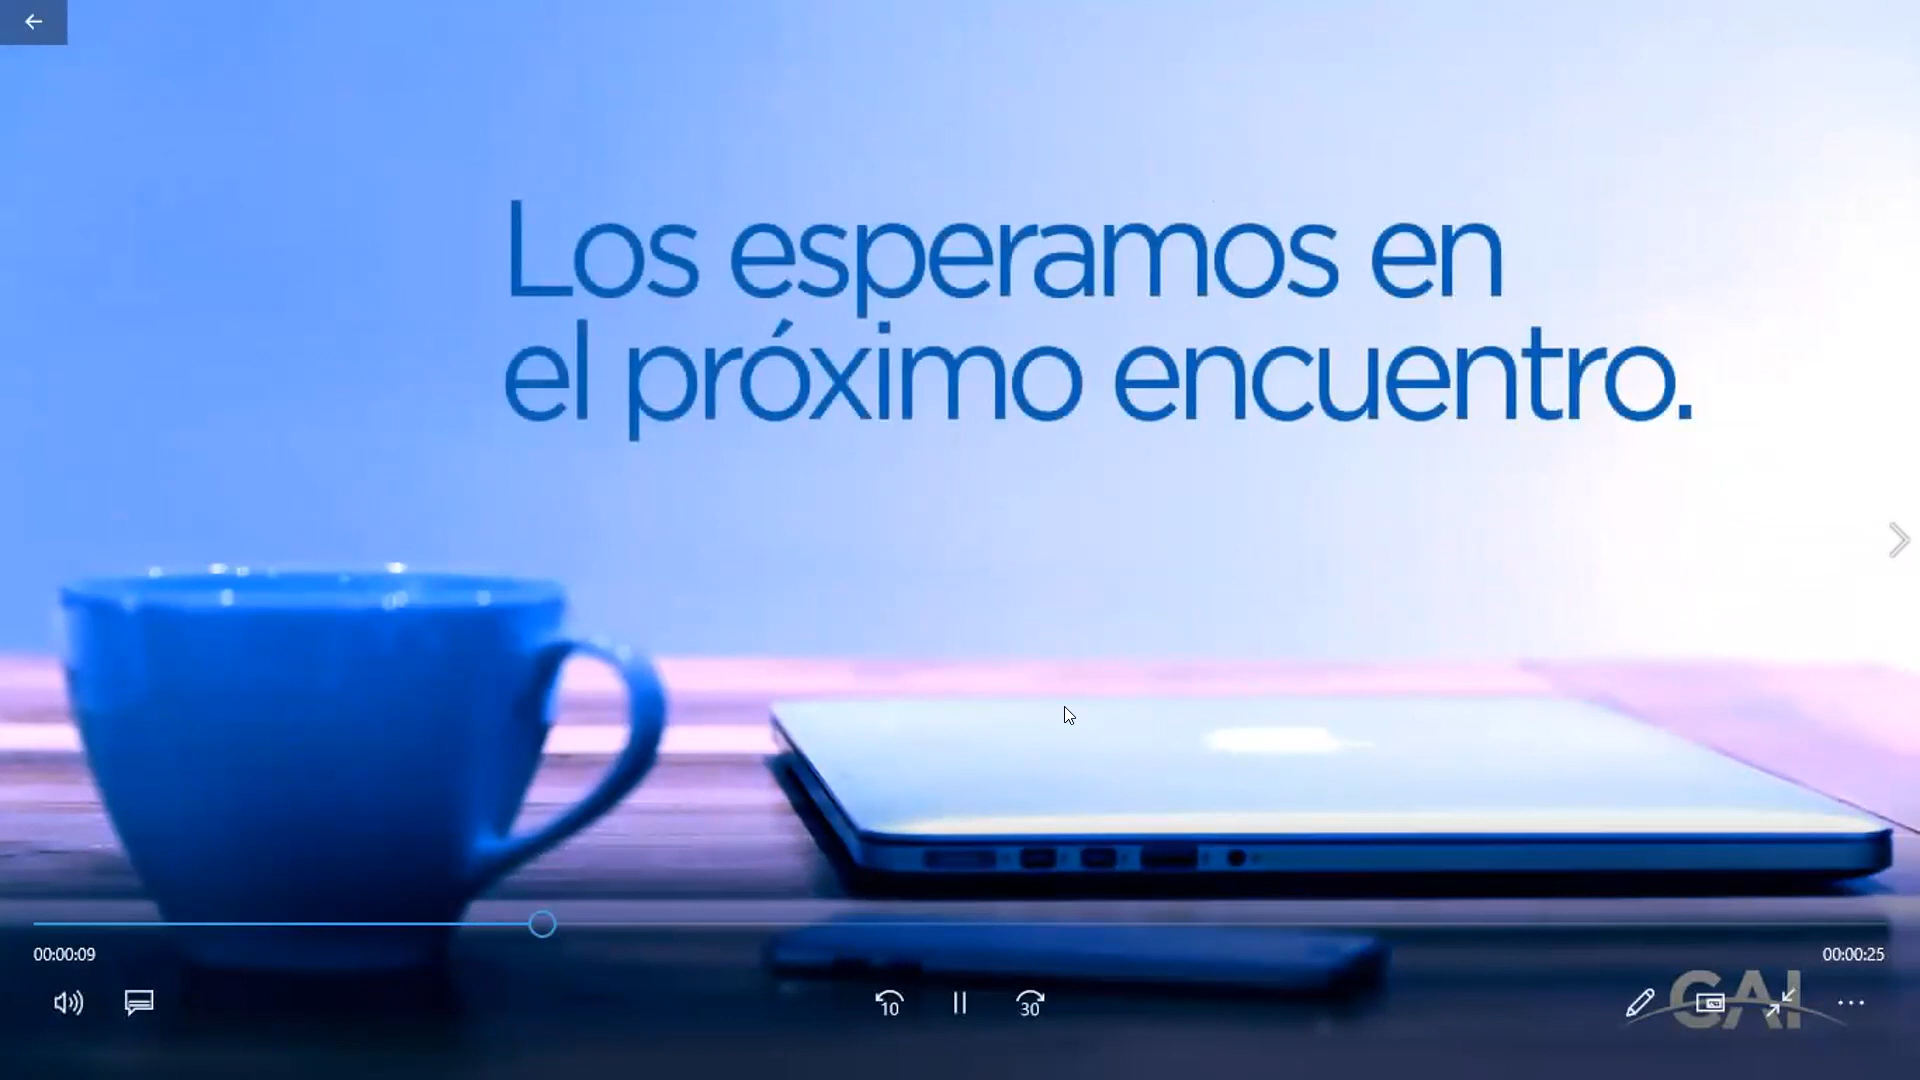 Los esperamos en
el próximo encuentro.
00:00:09
00:00:25
10
30
GAI